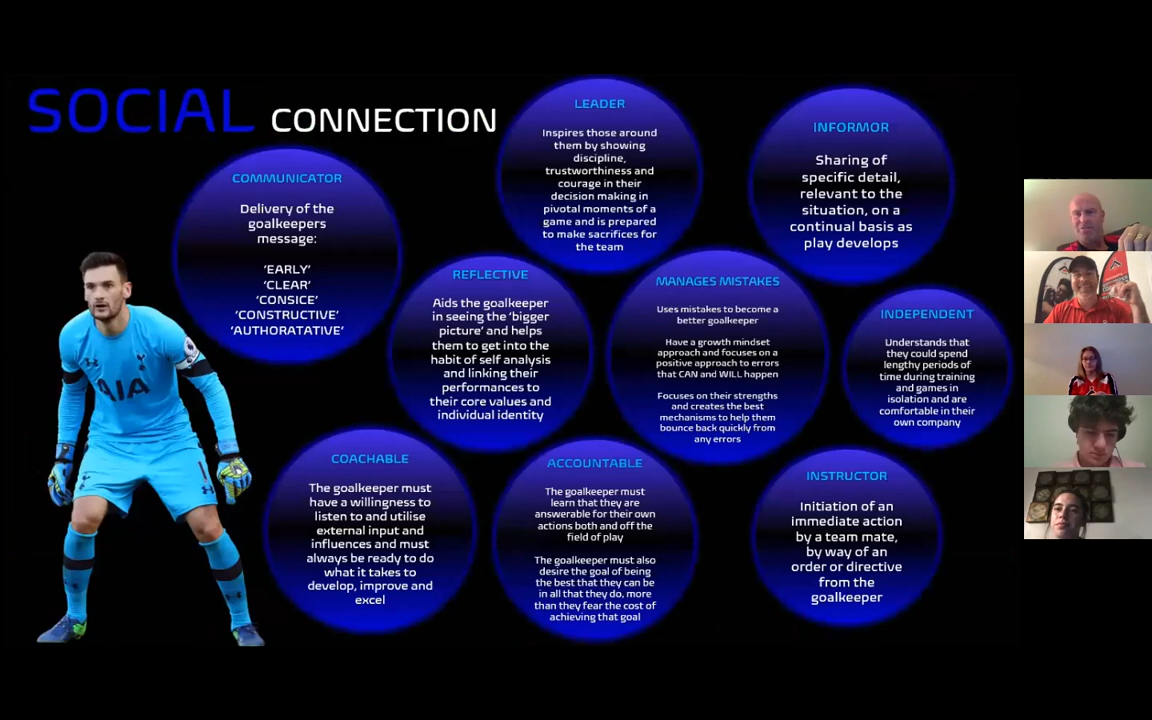 SOCIAL CONNECTION
COMMUNICATOR
Delivery of the
goalkeepers
message:
'EARLY'
'CLEAR'
'CONSICE'
'CONSTRUCTIVE'
'AUTHORATATIVE'
LEADER
Inspires those around
them by showing
discipline,
trustworthiness and
courage in their
decision making in
pivotal moments of a
game and is prepared
to make sacrifices for
the team
INFORMOR
Sharing of
specific detail,
relevant to the
situation, on a
continual basis as
play develops
REFLECTIVE
Aids the goalkeeper
in seeing the 'bigger
picture' and helps
them to get into the
habit of self analysis
and linking their
performances to
their core values and
individual identity
MANAGES MISTAKES
Uses mistakes to become a
better goalkeeper
Have a growth mindset
approach and focuses on a
positive approach to errors
that CAN and WILL happen
Focuses on their strengths
and creates the best
mechanisms to help them
bounce back quickly from
any errors
INDEPENDENT
Understands that
they could spend
lengthy periods of
time during training
and games in
isolation and are
comfortable in their
own company
COACHABLE
The goalkeeper must
have a willingness to
listen to and utilise
external input and
influences and must
always be ready to do
what it takes to
develop, improve and
excel
ACCOUNTABLE
The goalkeeper must
learn that they are
answerable for their own
actions both and off the
field of play
The goalkeeper must also
desire the goal of being
the best that they can be
in all that they do, more
than they fear the cost of
achieving that goal
INSTRUCTOR
Initiation of an
immediate action
by a team mate,
by way of an
order or directive
from the
goalkeeper
AIA
1